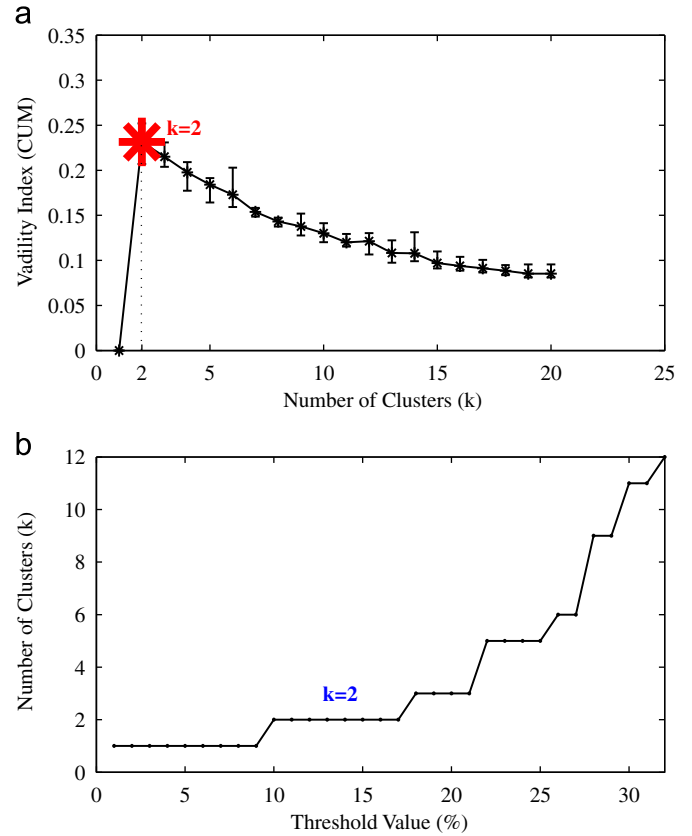 a
0.35
0.3
0.25
0.2
0.15
0.1
0.05
0
Vadility Index (CUM)
k=2
0 2 5 10 15 20 25
Number of Clusters (k)
b
12
10
8
6
4
2
0
Number of Clusters (k)
k=2
0 5 10 15 20 25 30
Threshold Value (%)